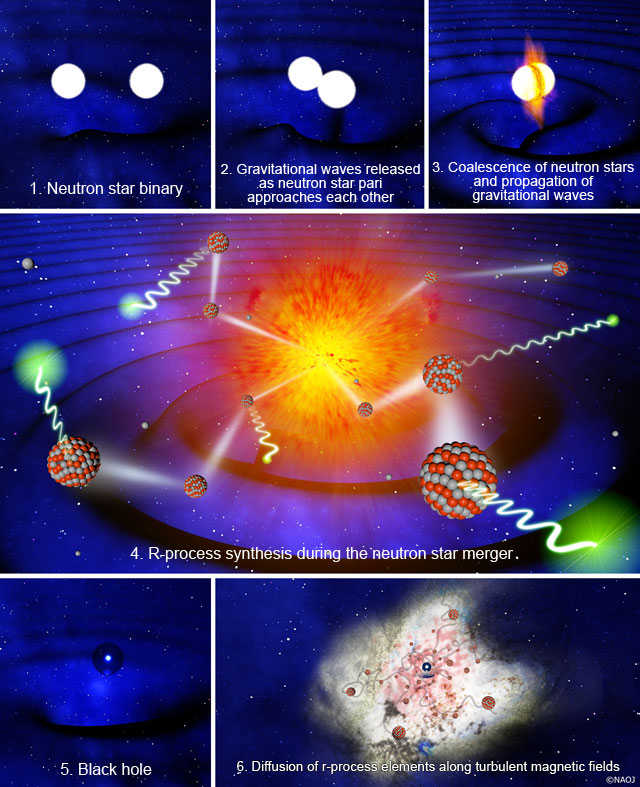 1. Neutron star binary
2. Gravitational waves released
as neutron star pari
approaches each other
3. Coalescence of neutron stars
and propagation of
gravitational waves
4. R-process synthesis during the neutron star merger.
5. Black hole
6. Diffusion of r-process elements along turbulent magnetic fields
©NAOJ